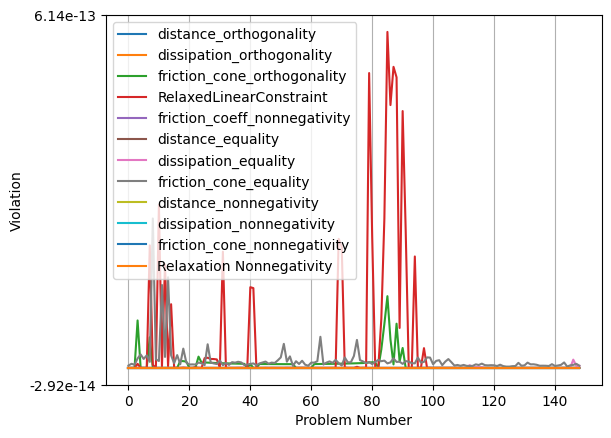 6.14e-13
distance_orthogonality
dissipation_orthogonality
friction_cone_orthogonality
RelaxedLinearConstraint
friction_coeff_nonnegativity
distance_equality
dissipation_equality
friction_cone_equality
distance_nonnegativity
dissipation_nonnegativity
friction_cone_nonnegativity
Relaxation Nonnegativity
Violation
-2.92e-14
0 20 40 60 80 100 120 140
Problem Number